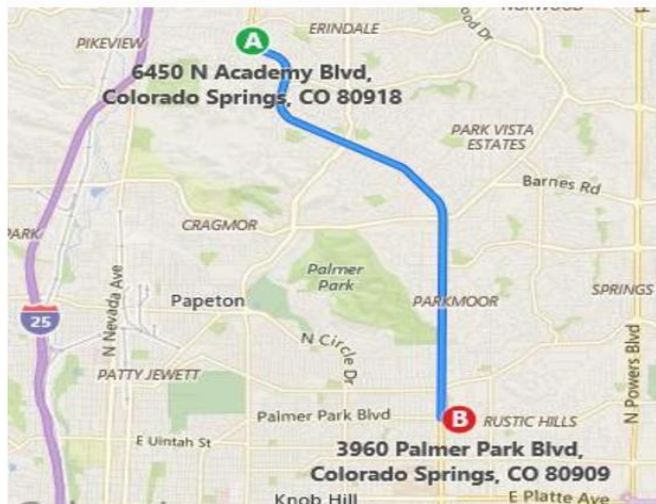 NORWOOD
ERINDALE
PIKEVIEW
A
6450 N Academy Blvd,
Colorado Springs, CO 80918
PARK VISTA
ESTATES
Barnes Rd
PARK
CRAGMOR
Palmer
Park
SPRINGS
Papeton
PARKMOOR
25
N Nevada Ave
N Circle Dr
N Powers Blvd
PATTY JEWETT
Palmer Park Blvd
B
RUSTIC HILLS
E Uintah St
3960 Palmer Park Blvd,
Colorado Springs, CO 80909
Knob Hill
E Platte Ave